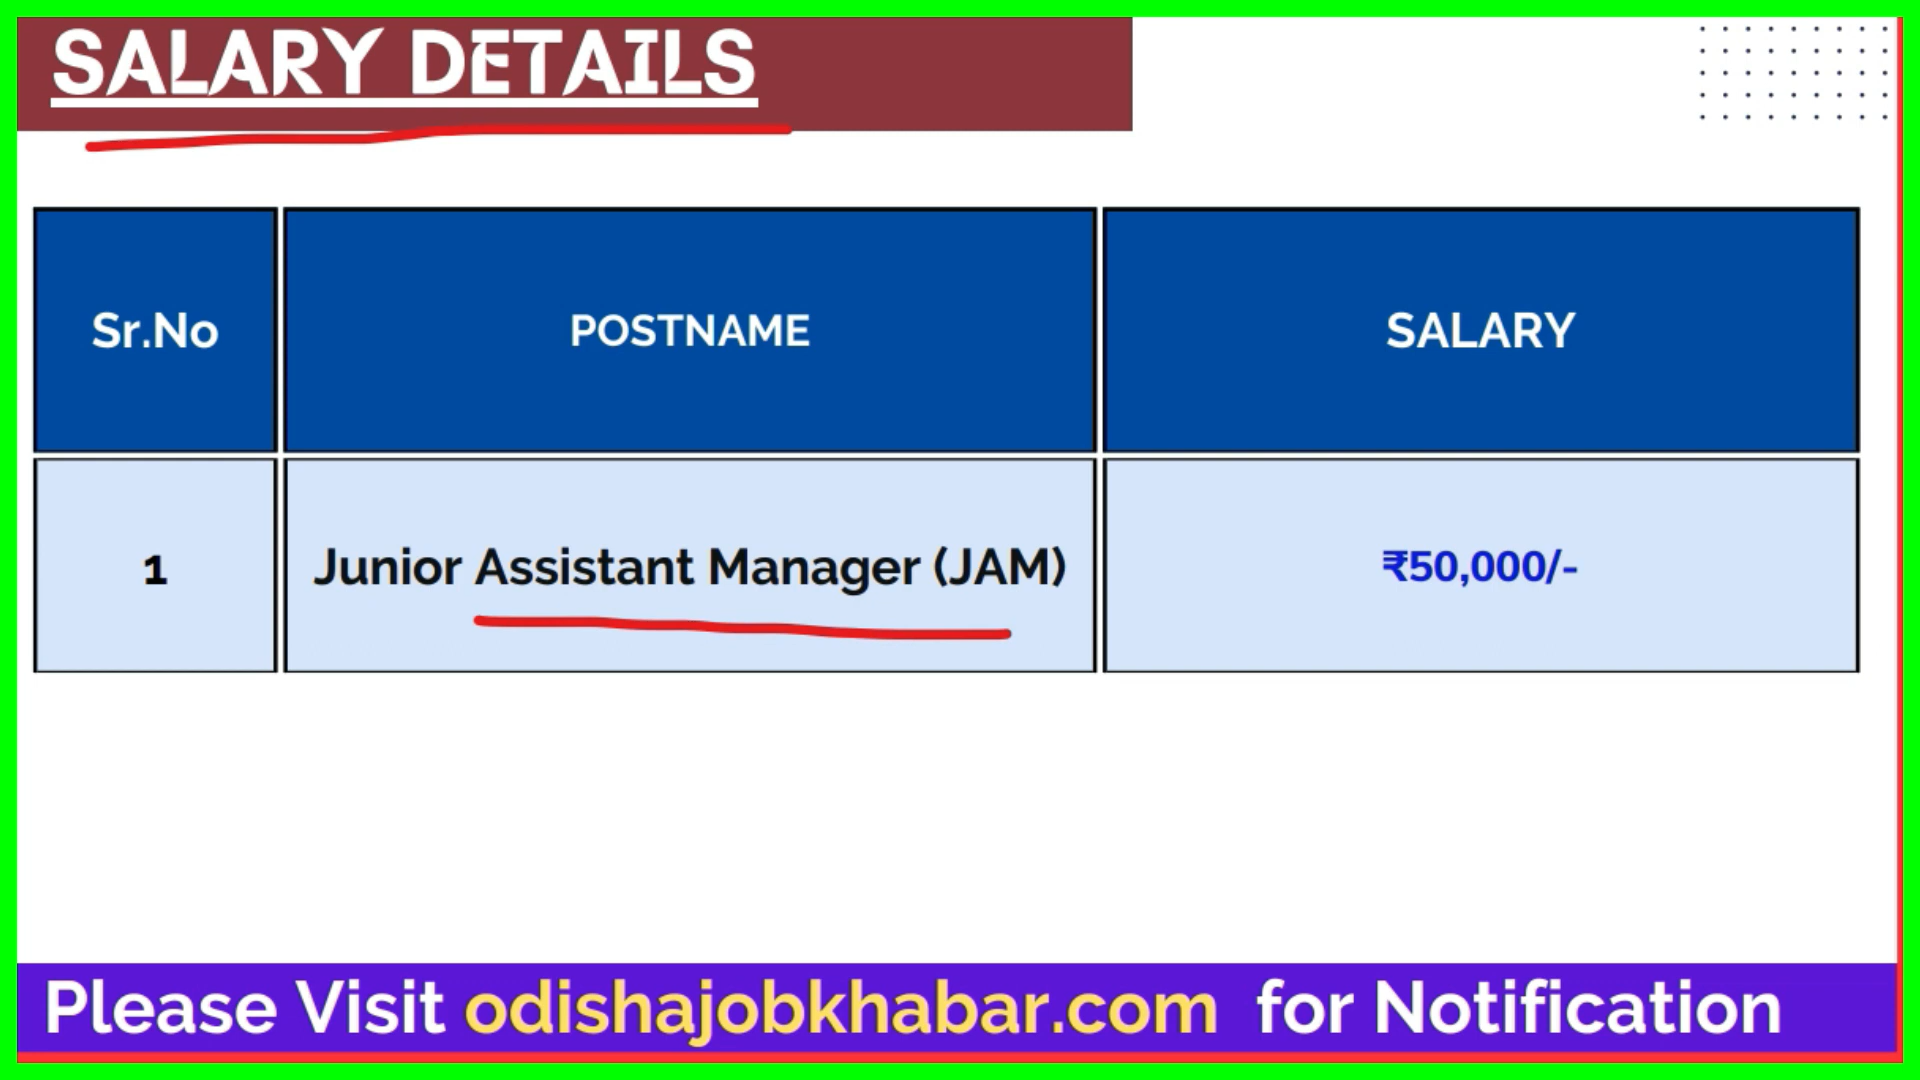 SALARY DETAILS
Sr.No POSTNAME SALARY
1 Junior Assistant Manager (JAM) ₹50,000/-
Please Visit odishajobkhabar.com for Notification